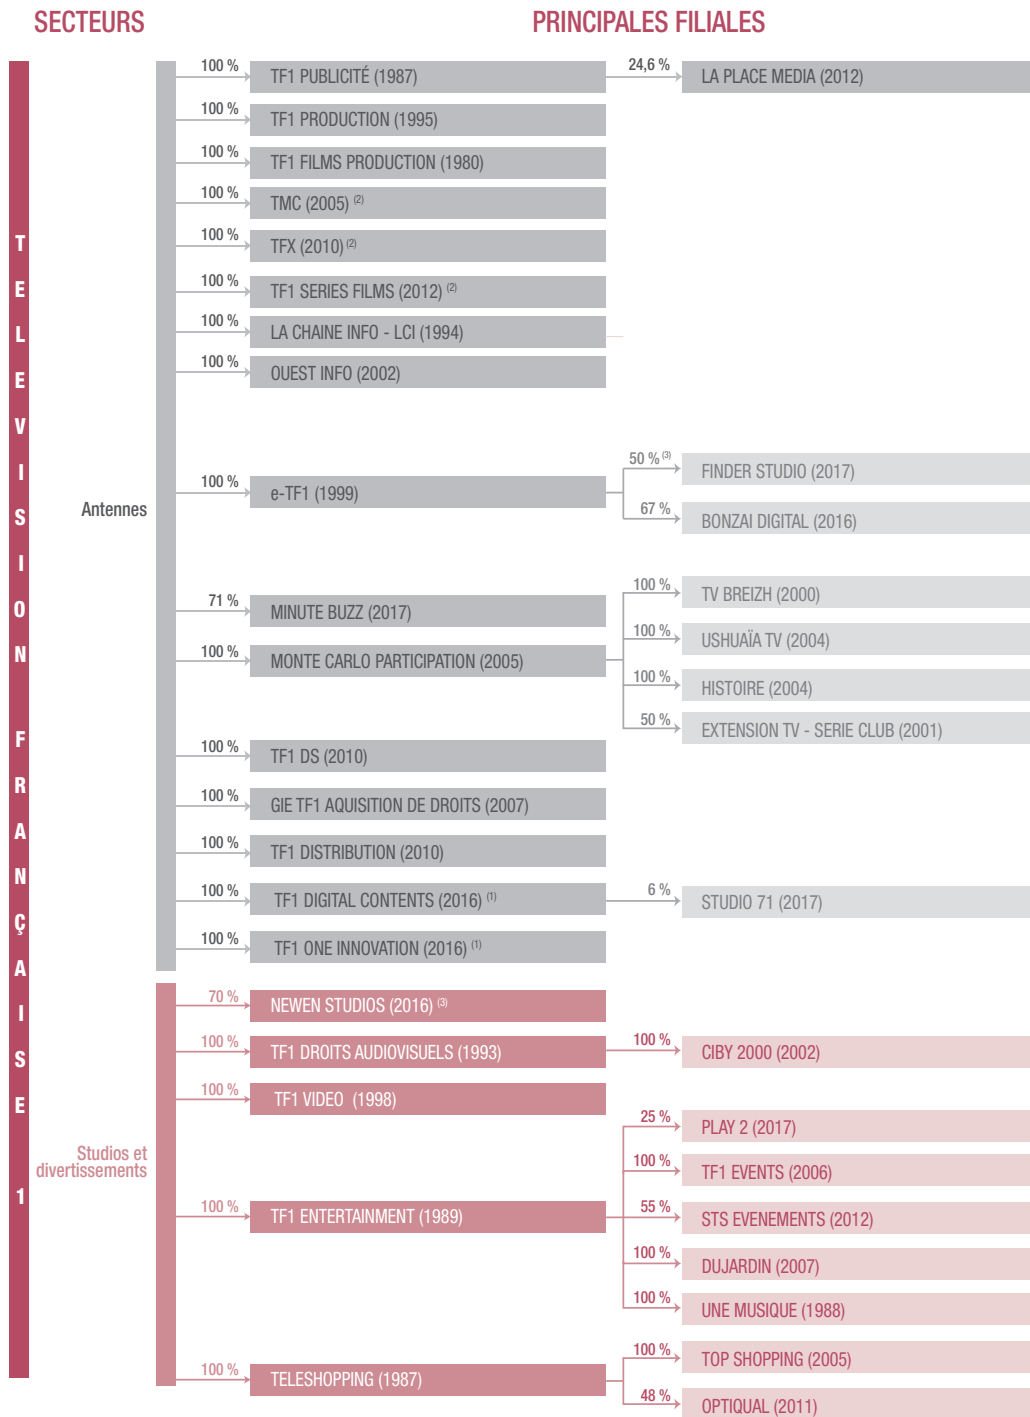 SECTEURS
PRINCIPALES FILIALES
TELEVISION FRANÇAISE 1
Antennes
100 %
TF1 PUBLICITÉ (1987)
24,6 %
LA PLACE MEDIA (2012)
100 %
TF1 PRODUCTION (1995)
100 %
TF1 FILMS PRODUCTION (1980)
100 %
TMC (2005) (2)
100 %
TFX (2010) (2)
100 %
TF1 SERIES FILMS (2012) (2)
100 %
LA CHAINE INFO - LCI (1994)
100 %
OUEST INFO (2002)
100 %
e-TF1 (1999)
50 % (3)
FINDER STUDIO (2017)
67 %
BONZAI DIGITAL (2016)
71 %
MINUTE BUZZ (2017)
100 %
MONTE CARLO PARTICIPATION (2005)
100 %
TV BREIZH (2000)
100 %
USHUAÏA TV (2004)
100 %
HISTOIRE (2004)
50 %
EXTENSION TV - SERIE CLUB (2001)
100 %
TF1 DS (2010)
100 %
GIE TF1 AQUISITION DE DROITS (2007)
100 %
TF1 DISTRIBUTION (2010)
100 %
TF1 DIGITAL CONTENTS (2016) (1)
6 %
STUDIO 71 (2017)
100 %
TF1 ONE INNOVATION (2016) (1)
Studios et
divertissements
70 %
NEWEN STUDIOS (2016) (3)
100 %
TF1 DROITS AUDIOVISUELS (1993)
100 %
CIBY 2000 (2002)
100 %
TF1 VIDEO (1998)
100 %
TF1 ENTERTAINMENT (1989)
25 %
PLAY 2 (2017)
100 %
TF1 EVENTS (2006)
55 %
STS EVENEMENTS (2012)
100 %
DUJARDIN (2007)
100 %
UNE MUSIQUE (1988)
100 %
TELESHOPPING (1987)
100 %
TOP SHOPPING (2005)
48 %
OPTIQUAL (2011)